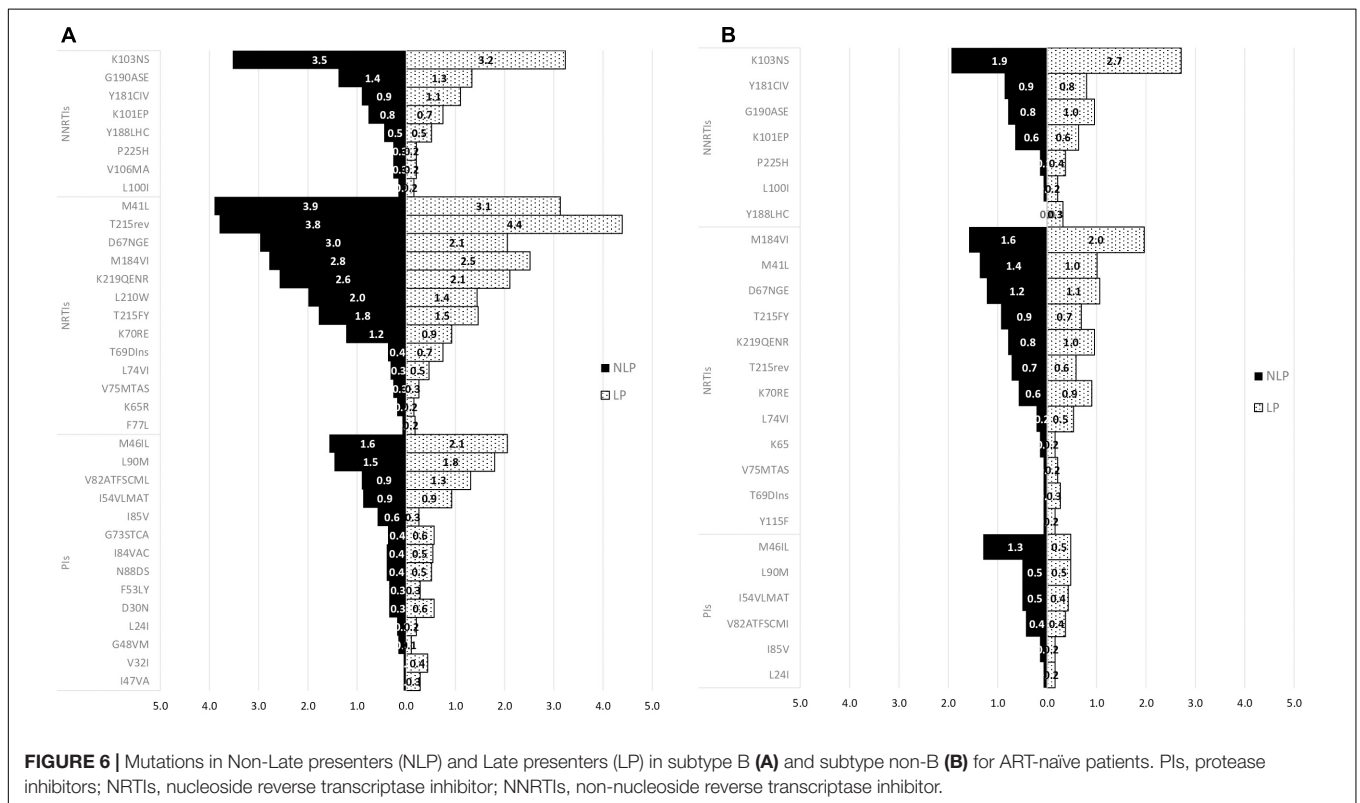 A
B
NNRTIs
K103NS 3.5 3.2
G190ASE 1.4 1.3
Y181CIV 0.9 1.1
K101EP 0.8 0.7
Y188LHC 0.5 0.5
P225H 0.3 0.2
V106MA 0.3 0.2
L100I 0.2
NRTIs
M41L 3.9 3.1
T215rev 3.8 4.4
D67NGE 3.0 2.1
M184VI 2.8 2.5
K219QENR 2.6 2.1
L210W 2.0 1.4
T215FY 1.8 1.5
K70RE 1.2 0.9
T69DIns 0.4 0.7
L74VI 0.3 0.5
V75MTAS 0.3 0.3
K65R 0.2
F77L 0.2
PIs
M46IL 1.6 2.1
L90M 1.5 1.8
V82ATFSCML 0.9 1.3
I54VLMAT 0.9 0.9
I85V 0.6 0.3
G73STCA 0.4 0.6
I84VAC 0.4 0.5
N88DS 0.4 0.5
F53LY 0.3 0.3
D30N 0.3 0.6
L24I 0.2
G48VM 0.1
V32I 0.4
I47VA 0.3
5.0 4.0 3.0 2.0 1.0 0.0 1.0 2.0 3.0 4.0 5.0
NLP
LP
NNRTIs
K103NS 1.9 2.7
Y181CIV 0.9 0.8
G190ASE 0.8 1.0
K101EP 0.6 0.6
P225H 0.4
L100I 0.2
Y188LHC 0.3
NRTIs
M184VI 1.6 2.0
M41L 1.4 1.0
D67NGE 1.2 1.1
T215FY 0.9 0.7
K219QENR 0.8 1.0
T215rev 0.7 0.6
K70RE 0.6 0.9
L74VI 0.2 0.5
K65 0.2
V75MTAS 0.2
T69DIns 0.3
Y115F 0.2
PIs
M46IL 1.3 0.5
L90M 0.5 0.5
I54VLMAT 0.5 0.4
V82ATFSCMI 0.4 0.4
I85V 0.2
L24I 0.2
5.0 4.0 3.0 2.0 1.0 0.0 1.0 2.0 3.0 4.0 5.0
NLP
LP
FIGURE 6 | Mutations in Non-Late presenters (NLP) and Late presenters (LP) in subtype B (A) and subtype non-B (B) for ART-naïve patients. PIs, protease
inhibitors; NRTIs, nucleoside reverse transcriptase inhibitor; NNRTIs, non-nucleoside reverse transcriptase inhibitor.